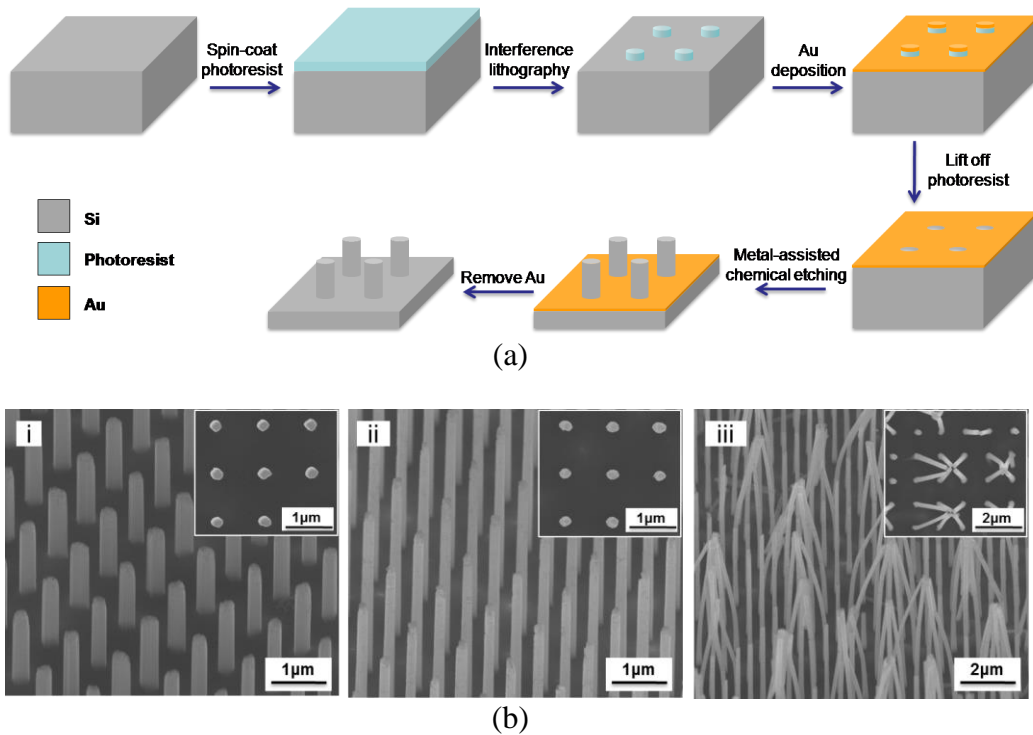 Spin-coat
photoresist
Interference
lithography
Au
deposition
Lift off
photoresist
Si
Photoresist
Au
Remove Au
Metal-assisted
chemical etching
(a)
i
1µm
1µm
ii
1µm
1µm
iii
2µm
2µm
(b)